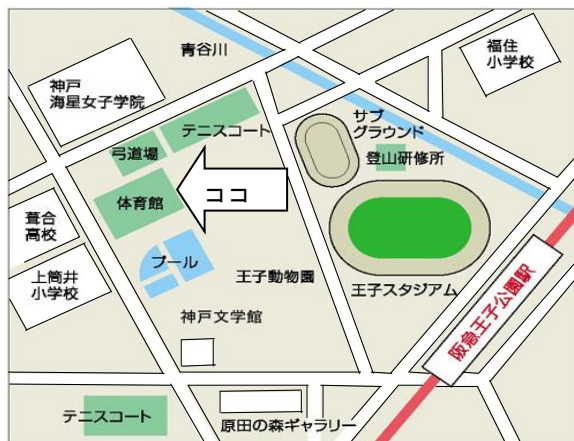 青谷川
福住
小学校
神戸
海星女子学院
テニスコート
サブ
グラウンド
弓道場
登山研修所
体育館
ココ
葺合
高校
プール
王子動物園
上筒井
小学校
王子スタジアム
神戸文学館
阪急王子公園駅
テニスコート
原田の森ギャラリー